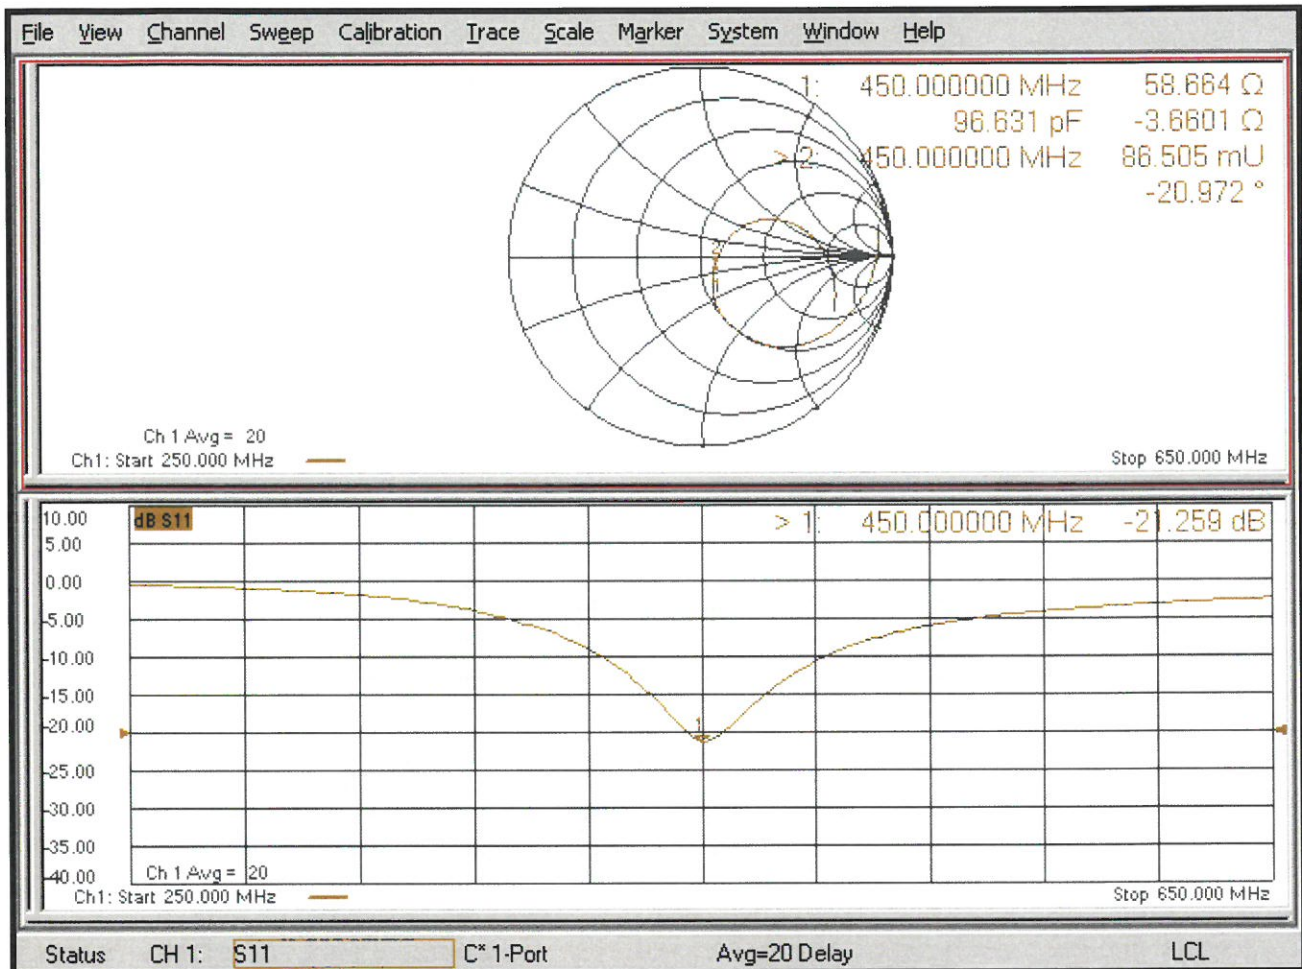 File View Channel Sweep Calibration Trace Scale Marker System Window Help
1: 450.000000 MHz 58.664 Ω
96.631 pF -3.6601 Ω
> 2: 450.000000 MHz 86.505 mU
-20.972 °
2
1
Ch 1 Avg = 20
Ch1: Start 250.000 MHz Stop 650.000 MHz
10.00 dB S11 > 1: 450.000000 MHz -21.259 dB
5.00
0.00
-5.00
-10.00
-15.00
-20.00 1
-25.00
-30.00
-35.00
-40.00 Ch 1 Avg = 20
Ch1: Start 250.000 MHz Stop 650.000 MHz
Status CH 1: S11 C* 1-Port Avg=20 Delay LCL